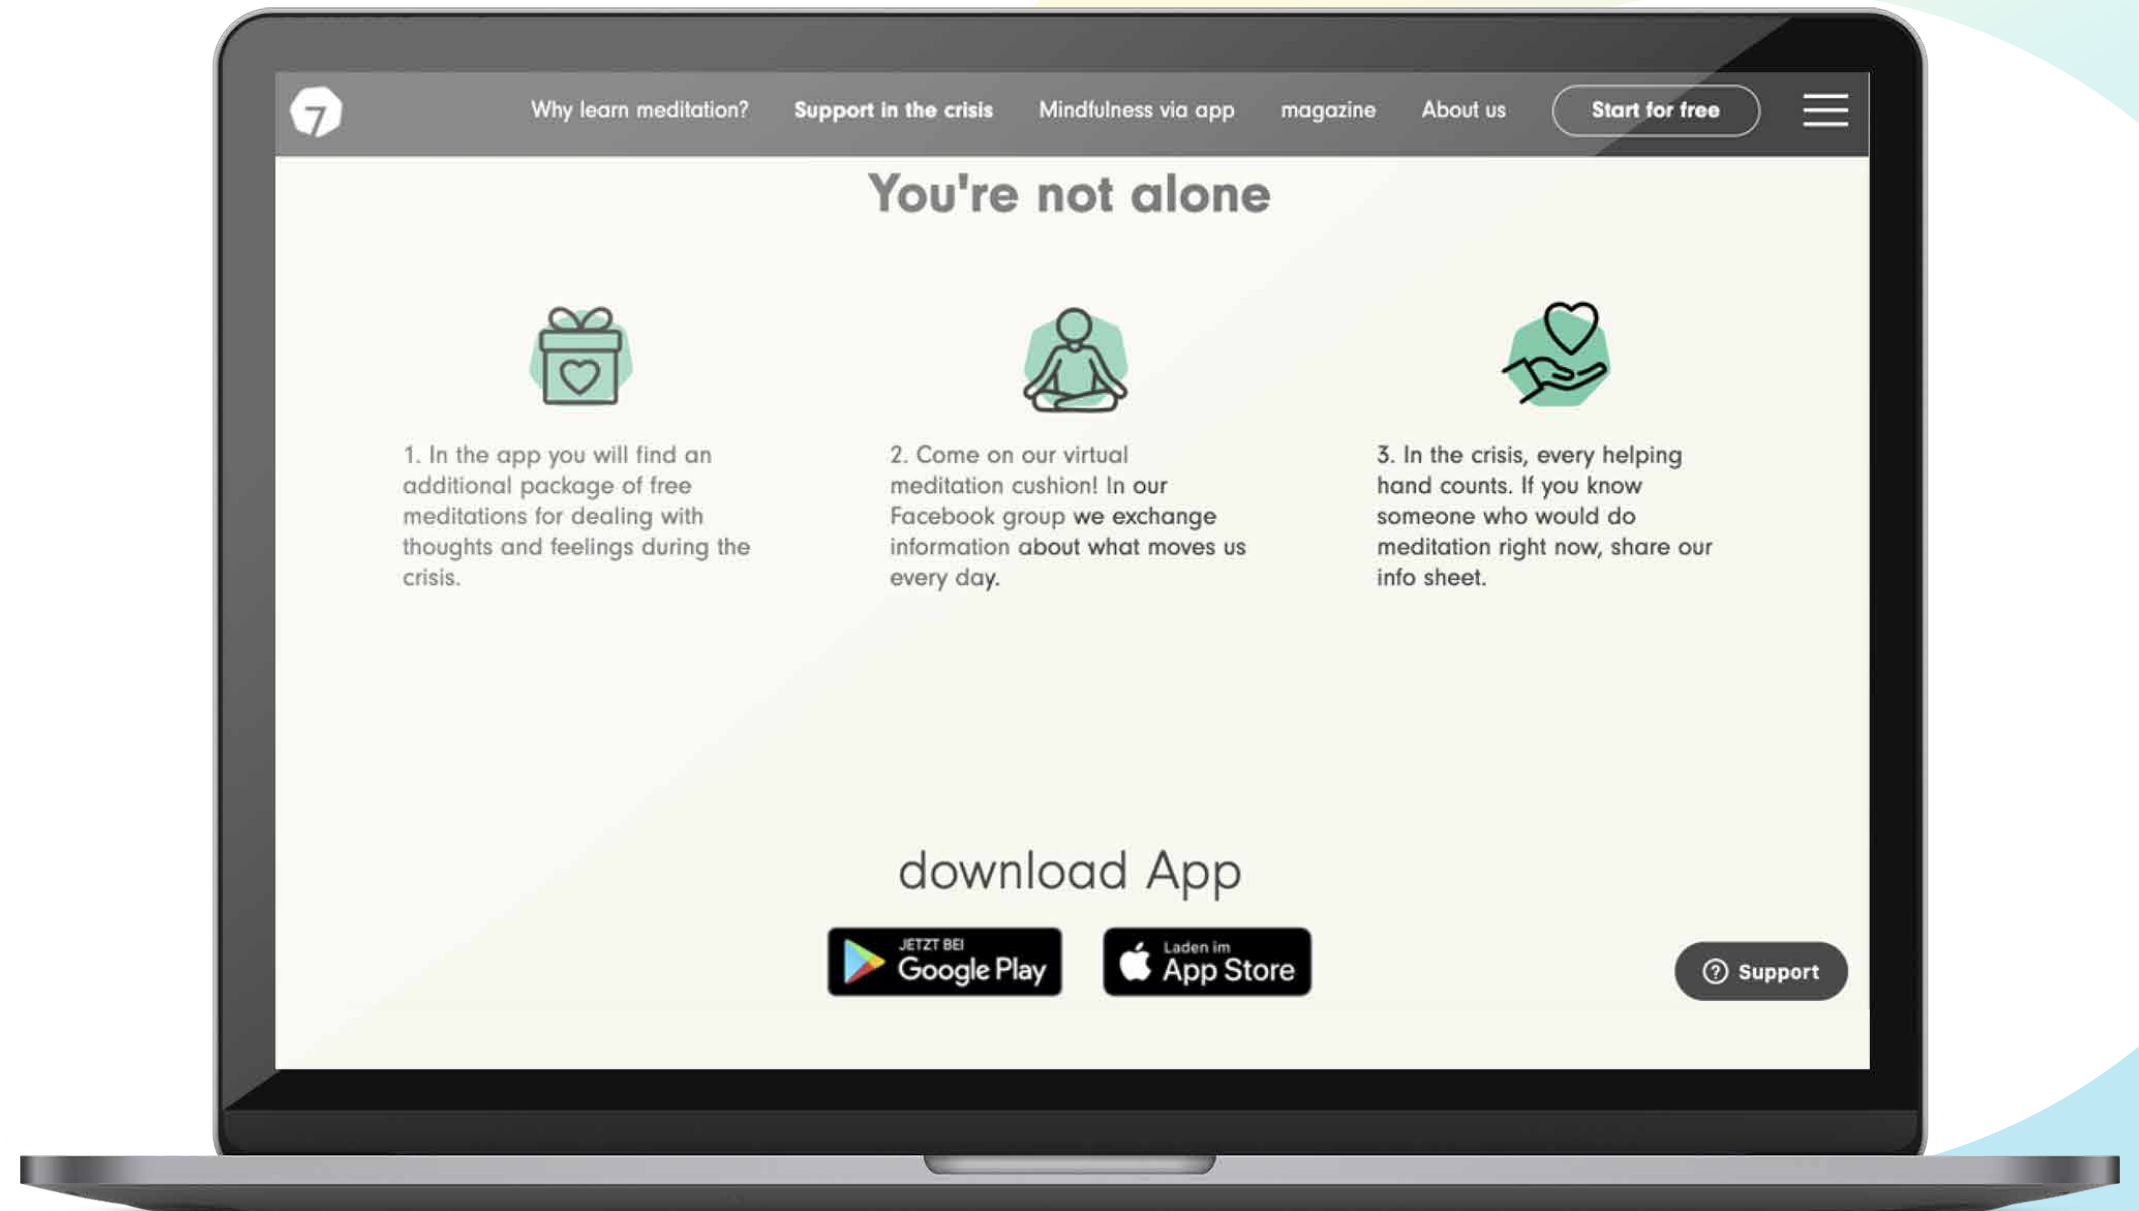 7
Why learn meditation? Support in the crisis Mindfulness via app magazine About us Start for free
You're not alone
1. In the app you will find an
additional package of free
meditations for dealing with
thoughts and feelings during the
crisis.
2. Come on our virtual
meditation cushion! In our
Facebook group we exchange
information about what moves us
every day.
3. In the crisis, every helping
hand counts. If you know
someone who would do
meditation right now, share our
info sheet.
download App
JETZT BEI
Google Play
Laden im
App Store
? Support